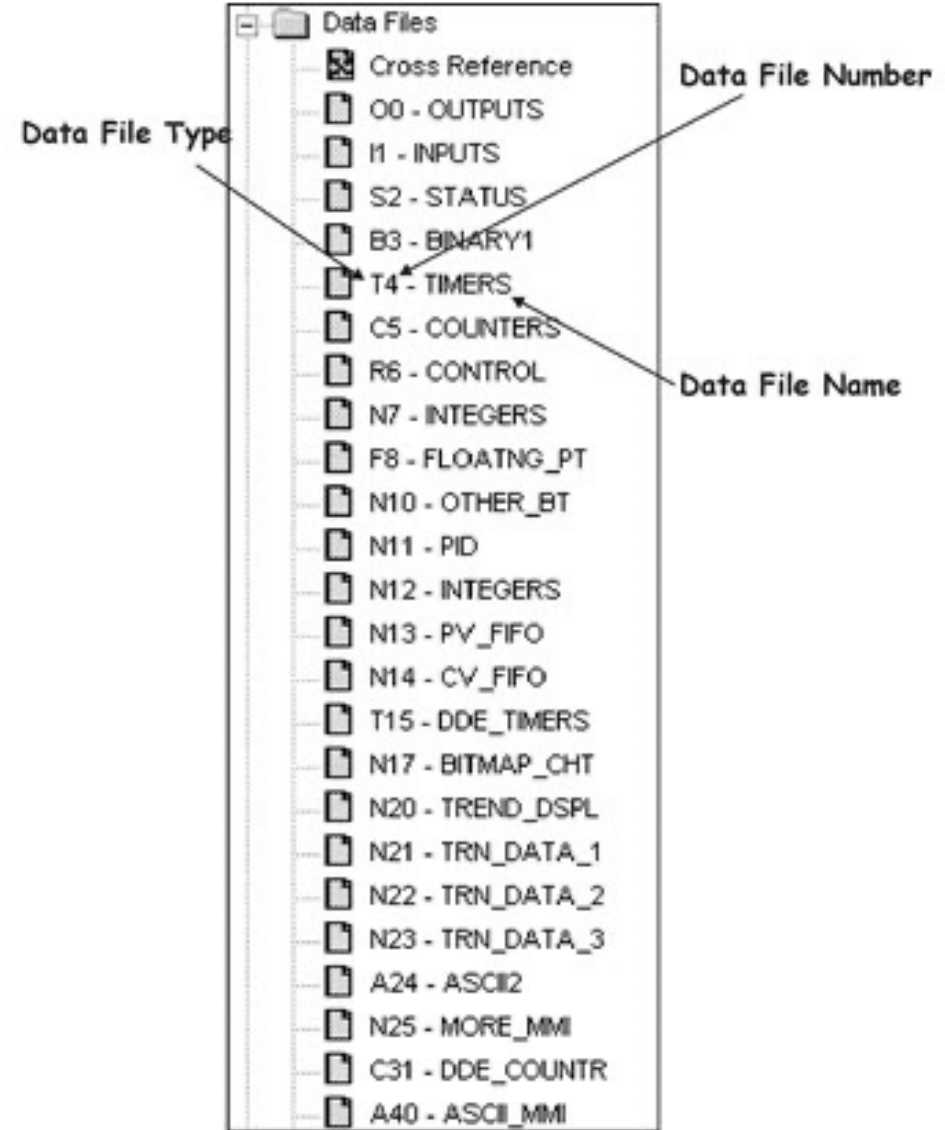 Data Files
Cross Reference
Data File Number
O0 - OUTPUTS
Data File Type
I1 - INPUTS
S2 - STATUS
B3 - BINARY1
T4 - TIMERS
C5 - COUNTERS
R6 - CONTROL
Data File Name
N7 - INTEGERS
F8 - FLOATNG_PT
N10 - OTHER_BT
N11 - PID
N12 - INTEGERS
N13 - PV_FIFO
N14 - CV_FIFO
T15 - DDE_TIMERS
N17 - BITMAP_CHT
N20 - TREND_DSPL
N21 - TRN_DATA_1
N22 - TRN_DATA_2
N23 - TRN_DATA_3
A24 - ASCII2
N25 - MORE_MMI
C31 - DDE_COUNTR
A40 - ASCII_MMI